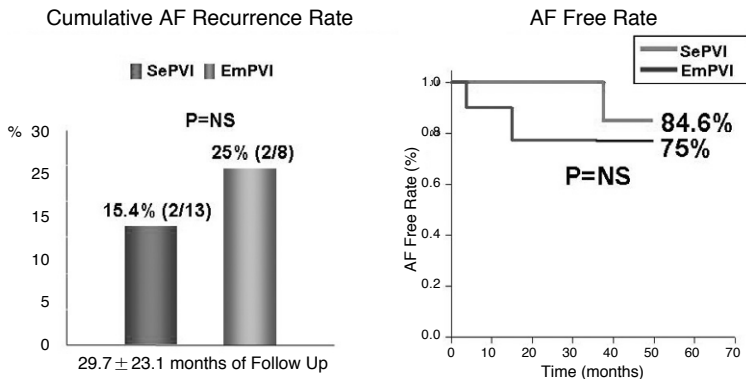 Cumulative AF Recurrence Rate
SePVI EmPVI
P=NS
%
30
25
20
15
10
5
0
25% (2/8)
15.4% (2/13)
29.7 ± 23.1 months of Follow Up
AF Free Rate
SePVI
EmPVI
1.0
.8
0.6
0.4
0.2
0.0
84.6%
75%
P=NS
AF Free Rate (%)
0 10 20 30 40 50 60 70
Time (months)